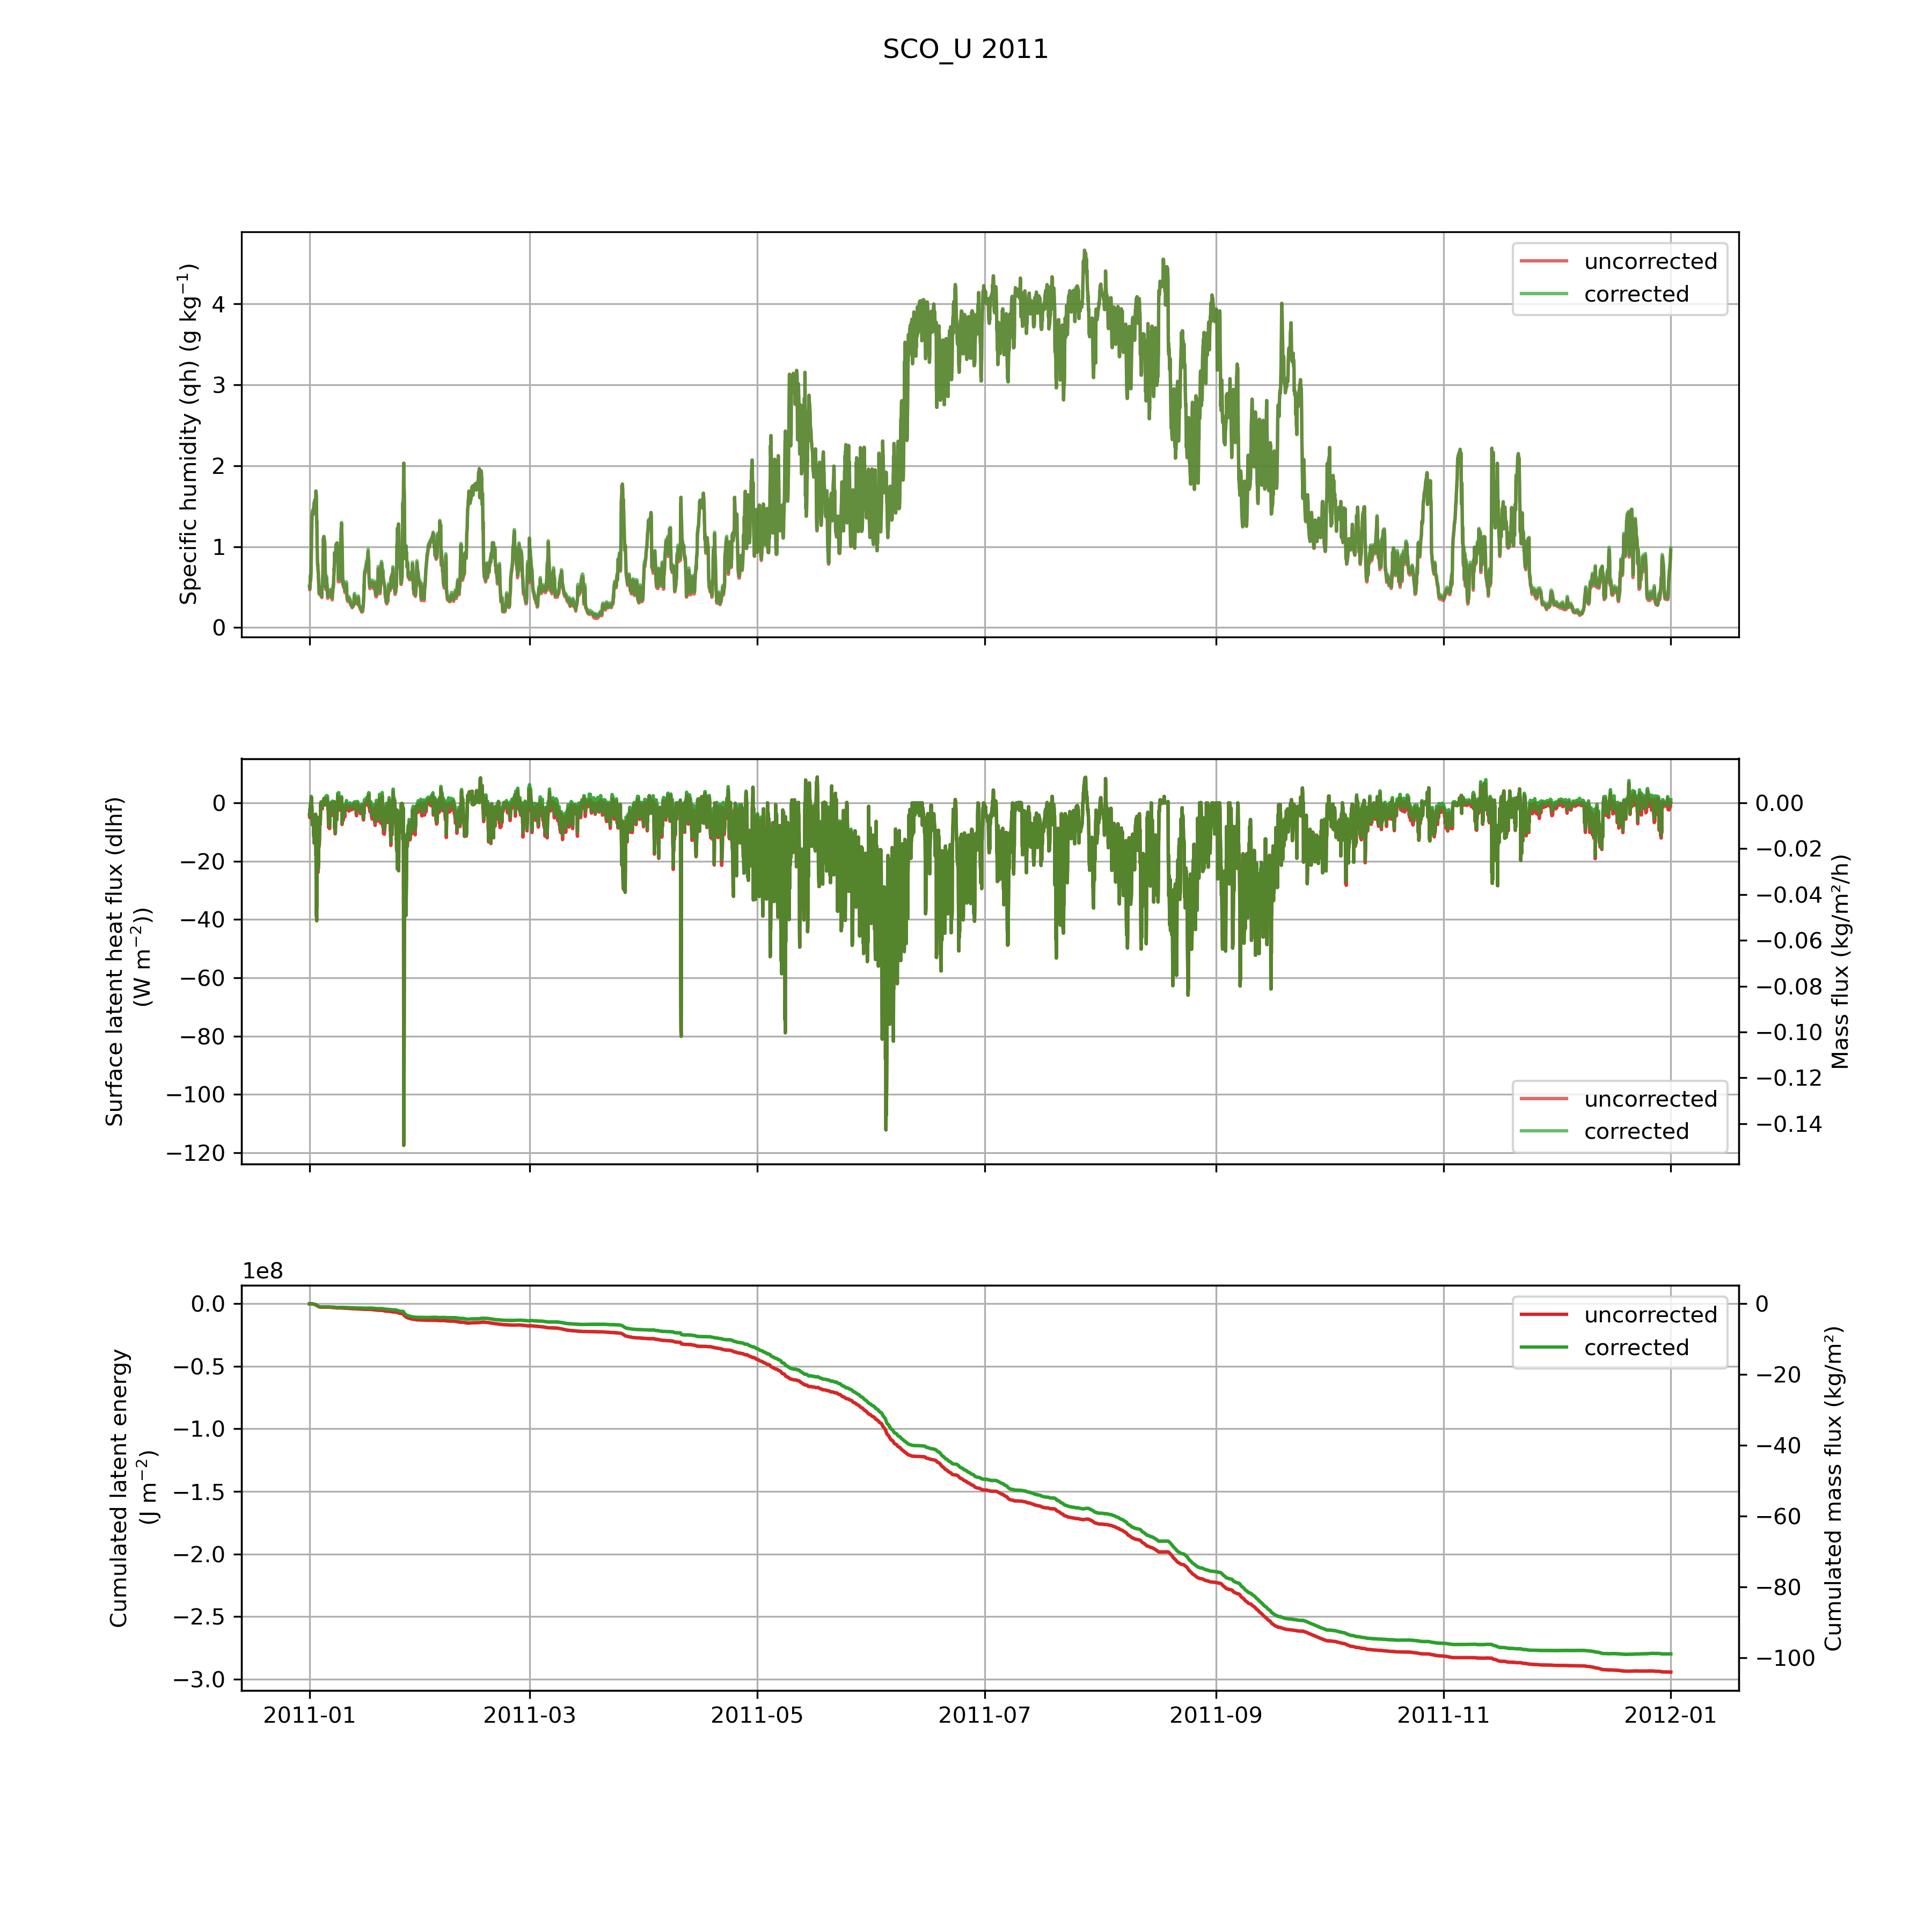 SCO_U 2011
Specific humidity (qh) (g kg⁻¹)
4
3
2
1
0
uncorrected
corrected
Surface latent heat flux (dlhf)
(W m⁻²))
0
−20
−40
−60
−80
−100
−120
0.00
−0.02
−0.04
−0.06
−0.08
−0.10
−0.12
−0.14
Mass flux (kg/m²/h)
uncorrected
corrected
1e8
Cumulated latent energy
(J m⁻²)
0.0
−0.5
−1.0
−1.5
−2.0
−2.5
−3.0
uncorrected
corrected
0
−20
−40
−60
−80
−100
Cumulated mass flux (kg/m²)
2011-01 2011-03 2011-05 2011-07 2011-09 2011-11 2012-01